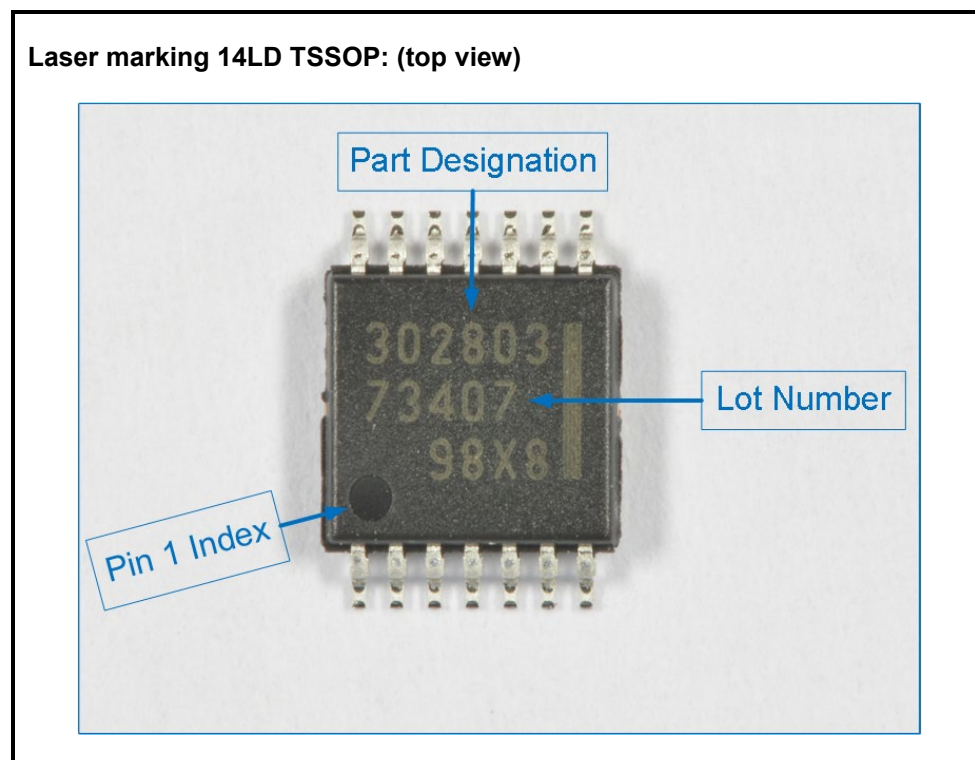 Laser marking 14LD TSSOP: (top view)
Part Designation
302803
73407
Lot Number
98X8
Pin 1 Index